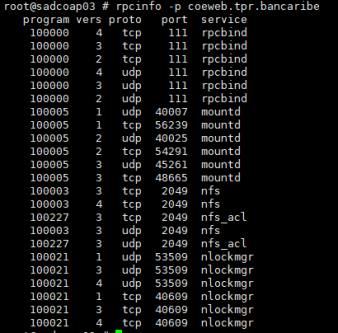 root@sadcoap03 # rpcinfo -p coeweb.tpr.bancaribe
program vers proto port service
100000 4 tcp 111 rpcbind
100000 3 tcp 111 rpcbind
100000 2 tcp 111 rpcbind
100000 4 udp 111 rpcbind
100000 3 udp 111 rpcbind
100000 2 udp 111 rpcbind
100005 1 udp 40007 mountd
100005 1 tcp 56239 mountd
100005 2 udp 40025 mountd
100005 2 tcp 54291 mountd
100005 3 udp 45261 mountd
100005 3 tcp 48665 mountd
100003 3 tcp 2049 nfs
100003 4 tcp 2049 nfs
100227 3 tcp 2049 nfs_acl
100003 3 udp 2049 nfs
100227 3 udp 2049 nfs_acl
100021 1 udp 53509 nlockmgr
100021 3 udp 53509 nlockmgr
100021 4 udp 53509 nlockmgr
100021 1 tcp 40609 nlockmgr
100021 3 tcp 40609 nlockmgr
100021 4 tcp 40609 nlockmgr